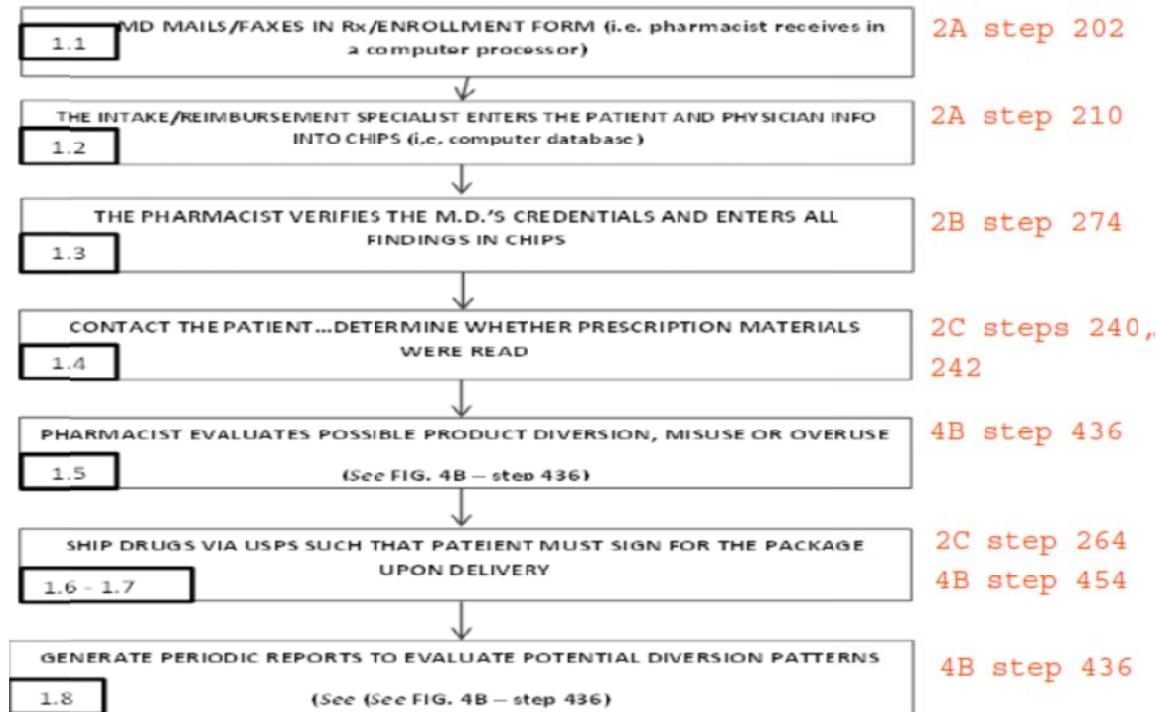 MD MAILS/FAXES IN Rx/ENROLLMENT FORM (i.e. pharmacist receives in
a computer processor)
1.1
2A step 202
THE INTAKE/REIMBURSEMENT SPECIALIST ENTERS THE PATIENT AND PHYSICIAN INFO
INTO CHIPS (i.e. computer database)
1.2
2A step 210
THE PHARMACIST VERIFIES THE M.D.'S CREDENTIALS AND ENTERS ALL
FINDINGS IN CHIPS
1.3
2B step 274
CONTACT THE PATIENT...DETERMINE WHETHER PRESCRIPTION MATERIALS
WERE READ
1.4
2C steps 240,
242
PHARMACIST EVALUATES POSSIBLE PRODUCT DIVERSION, MISUSE OR OVERUSE
(See FIG. 4B – step 436)
1.5
4B step 436
SHIP DRUGS VIA USPS SUCH THAT PATEIENT MUST SIGN FOR THE PACKAGE
UPON DELIVERY
1.6 - 1.7
2C step 264
4B step 454
GENERATE PERIODIC REPORTS TO EVALUATE POTENTIAL DIVERSION PATTERNS
(See (See FIG. 4B – step 436)
1.8
4B step 436